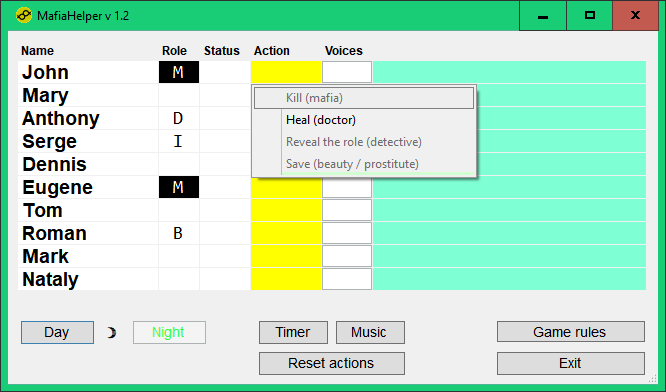 MafiaHelper v 1.2
Name Role Status Action Voices
John M
Mary
Kill (mafia)
Anthony D
Heal (doctor)
Serge I
Reveal the role (detective)
Dennis
Save (beauty / prostitute)
Eugene M
Tom
Roman B
Mark
Nataly
Day Night Timer Music Game rules
Reset actions Exit